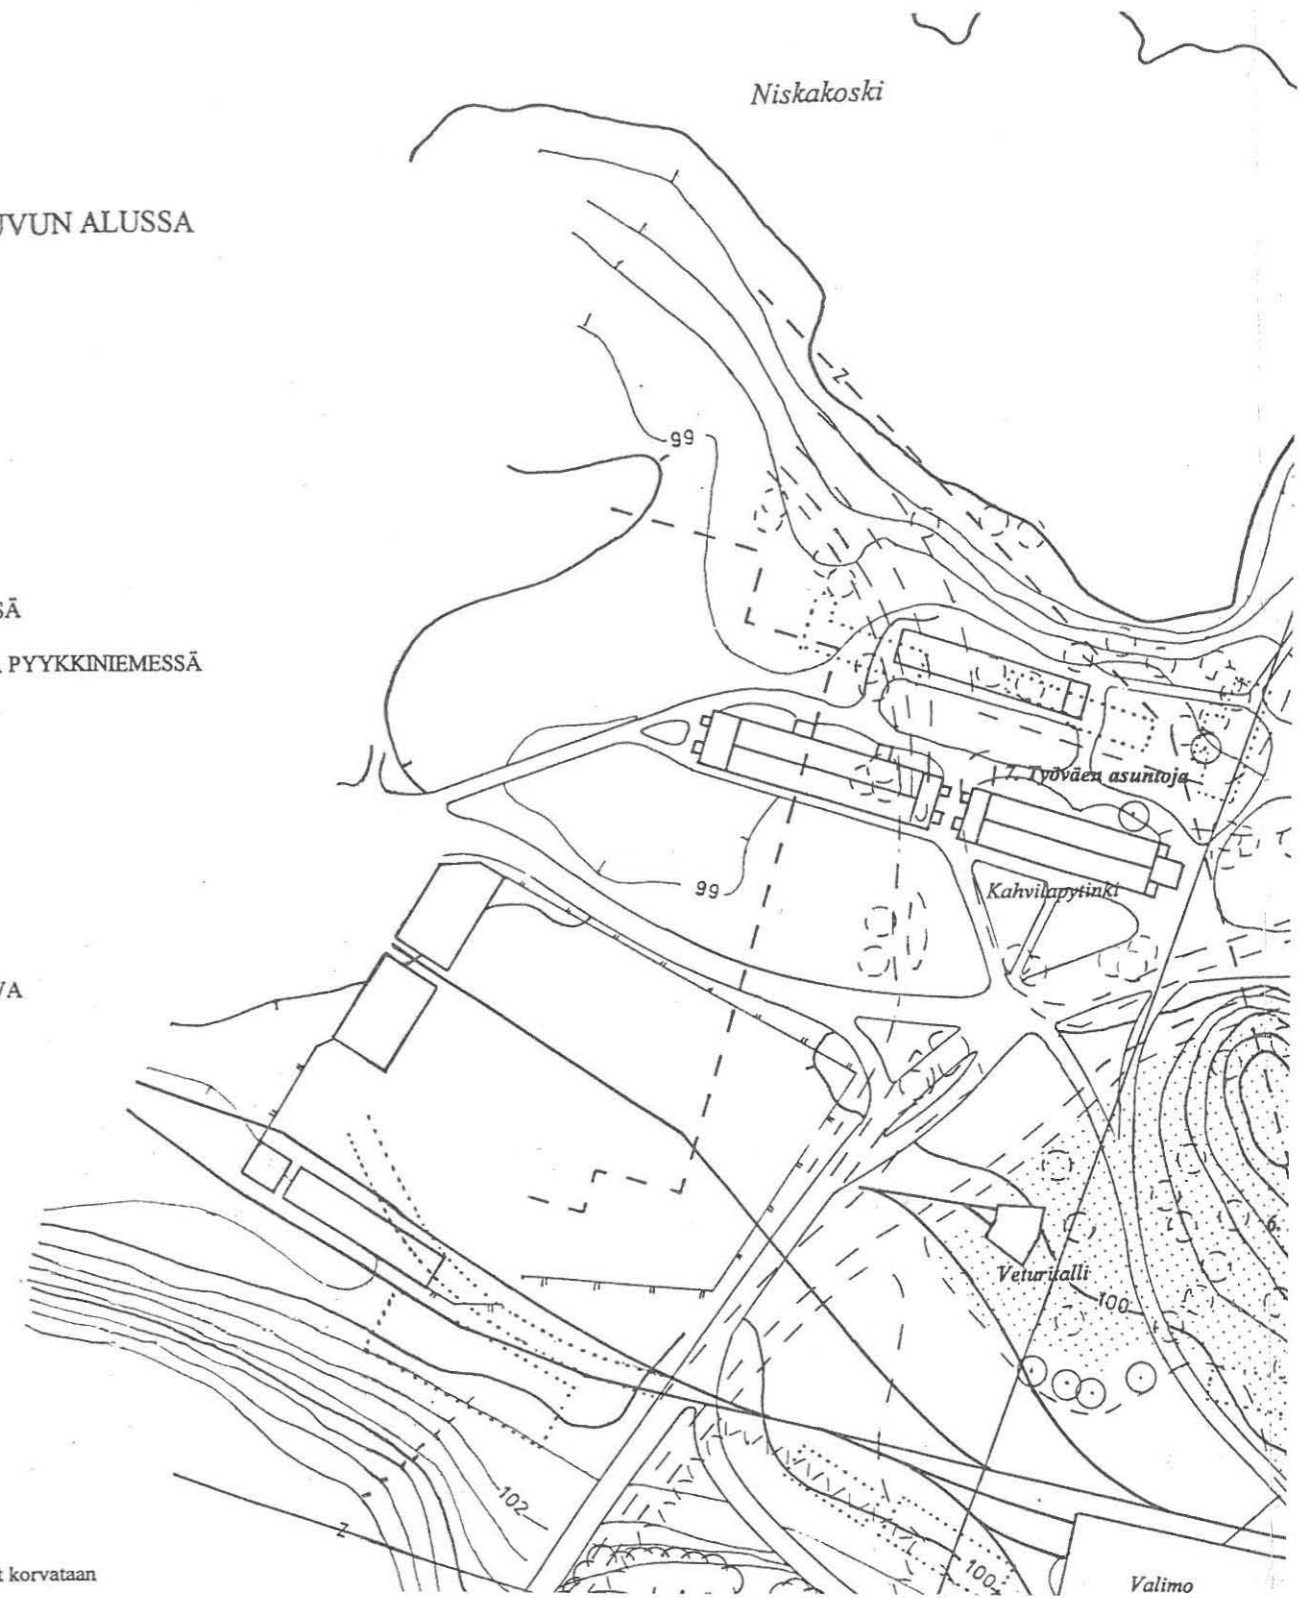 Niskakoski
UVUN ALUSSA
99
SÄ
PYYKKINIEMESSÄ
7. Työväen asuntoja
99
Kahvilapytinki
VA
6.
Veturitalli
100
102
t korvataan
100
Valimo